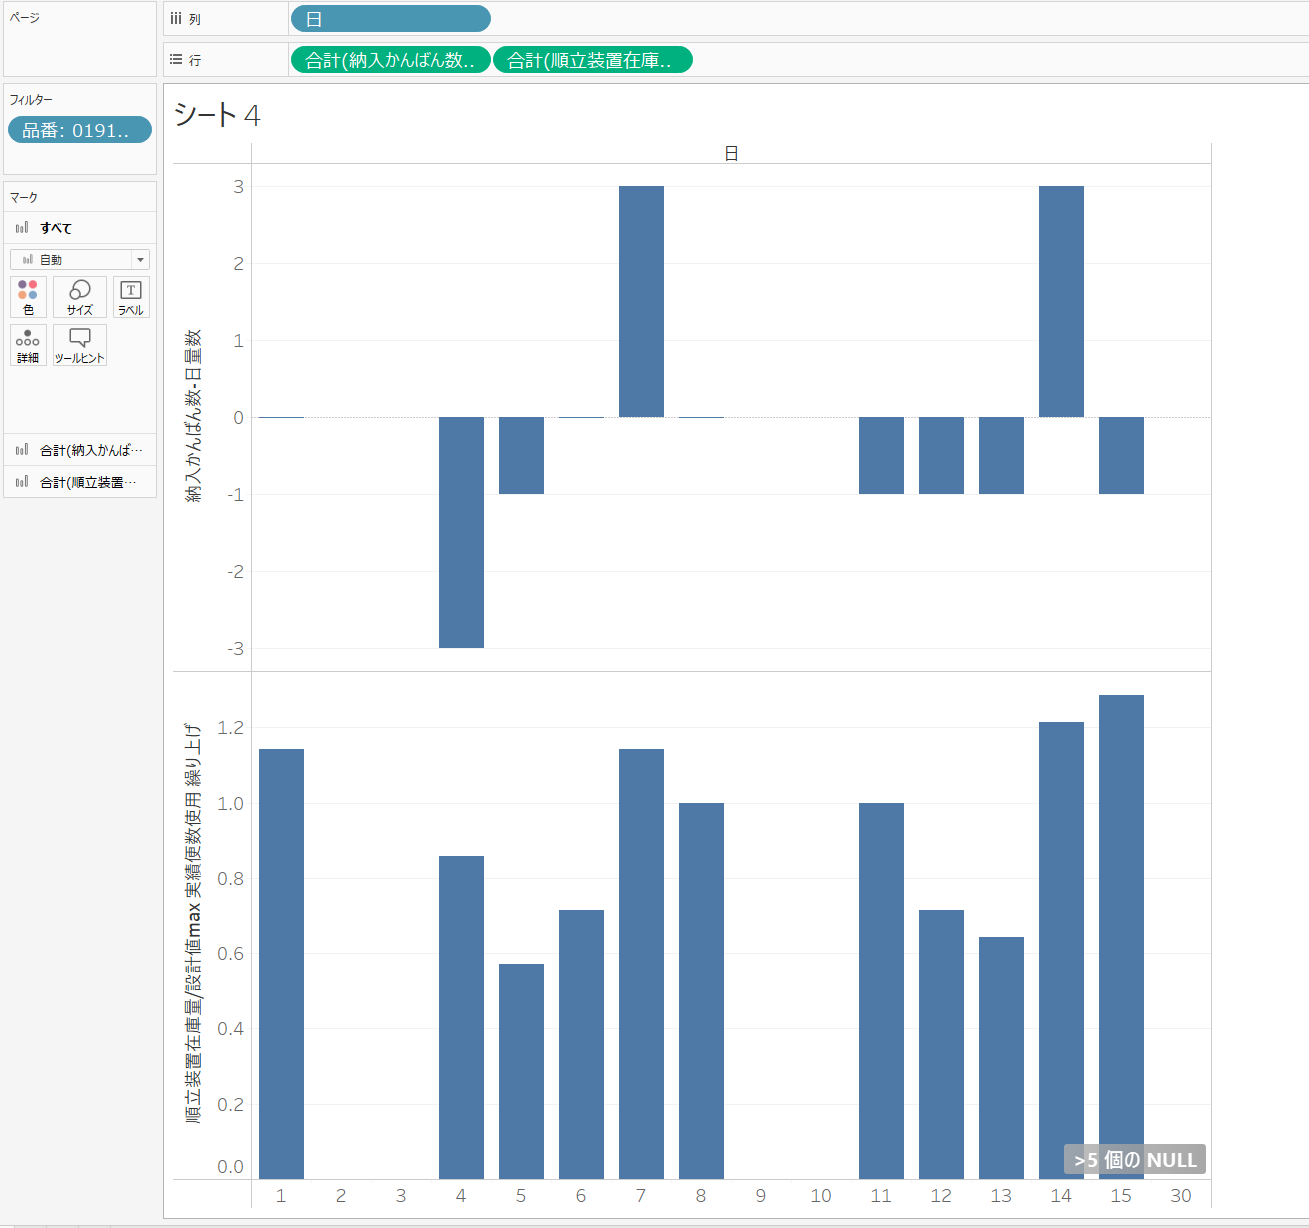 ページ
列
日
行
合計(納入かんばん数..
合計(順立装置在庫..
フィルター
品番: 0191..
マーク
すべて
自動
色
サイズ
ラベル
詳細
ツールヒント
合計(納入かんば…
合計(順立装置…
シート 4
日
納入かんばん数-日量数
3
2
1
0
-1
-2
-3
順立装置在庫量/設計値max 実績便数使用 繰り上げ
1.2
1.0
0.8
0.6
0.4
0.2
0.0
>5 個の NULL
1 2 3 4 5 6 7 8 9 10 11 12 13 14 15 30